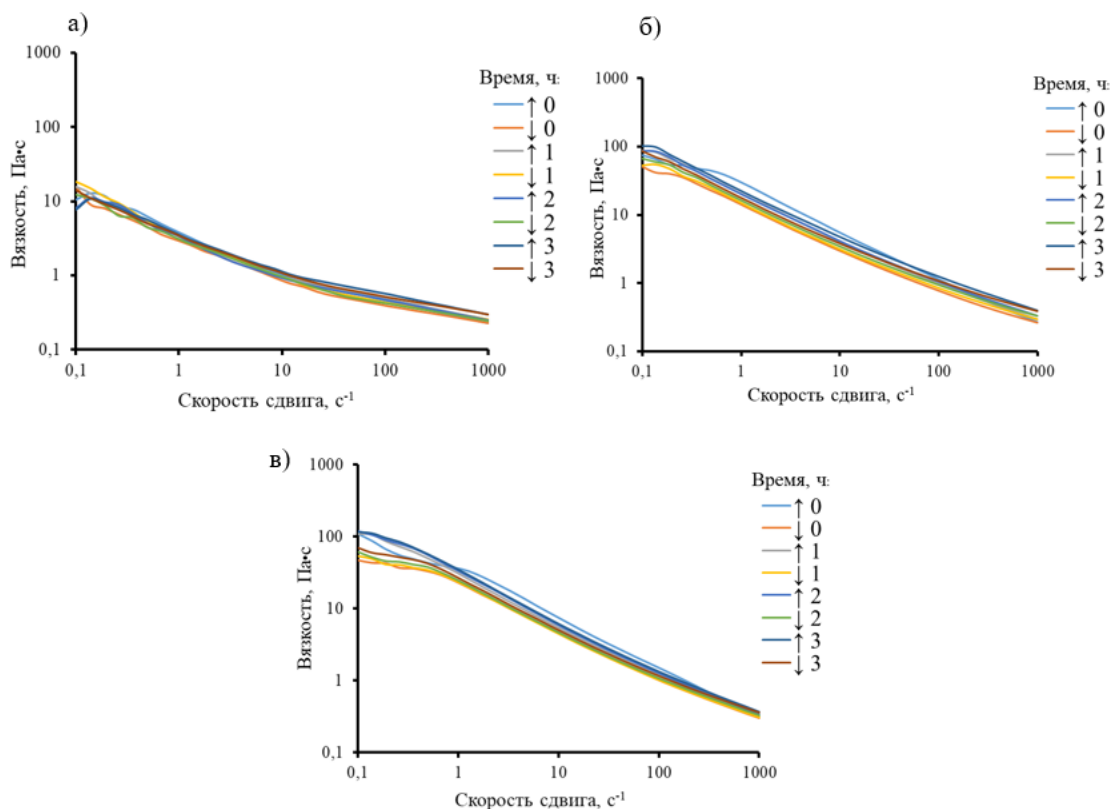 а)
1000
100
10
1
0,1
Вязкость, Па•с
0,1 1 10 100 1000
Скорость сдвига, с⁻¹
Время, ч:
↑ 0
↓ 0
↑ 1
↓ 1
↑ 2
↓ 2
↑ 3
↓ 3
б)
1000
100
10
1
0,1
Вязкость, Па•с
0,1 1 10 100 1000
Скорость сдвига, с⁻¹
Время, ч:
↑ 0
↓ 0
↑ 1
↓ 1
↑ 2
↓ 2
↑ 3
↓ 3
в)
1000
100
10
1
0,1
Вязкость, Па•с
0,1 1 10 100 1000
Скорость сдвига, с⁻¹
Время, ч:
↑ 0
↓ 0
↑ 1
↓ 1
↑ 2
↓ 2
↑ 3
↓ 3